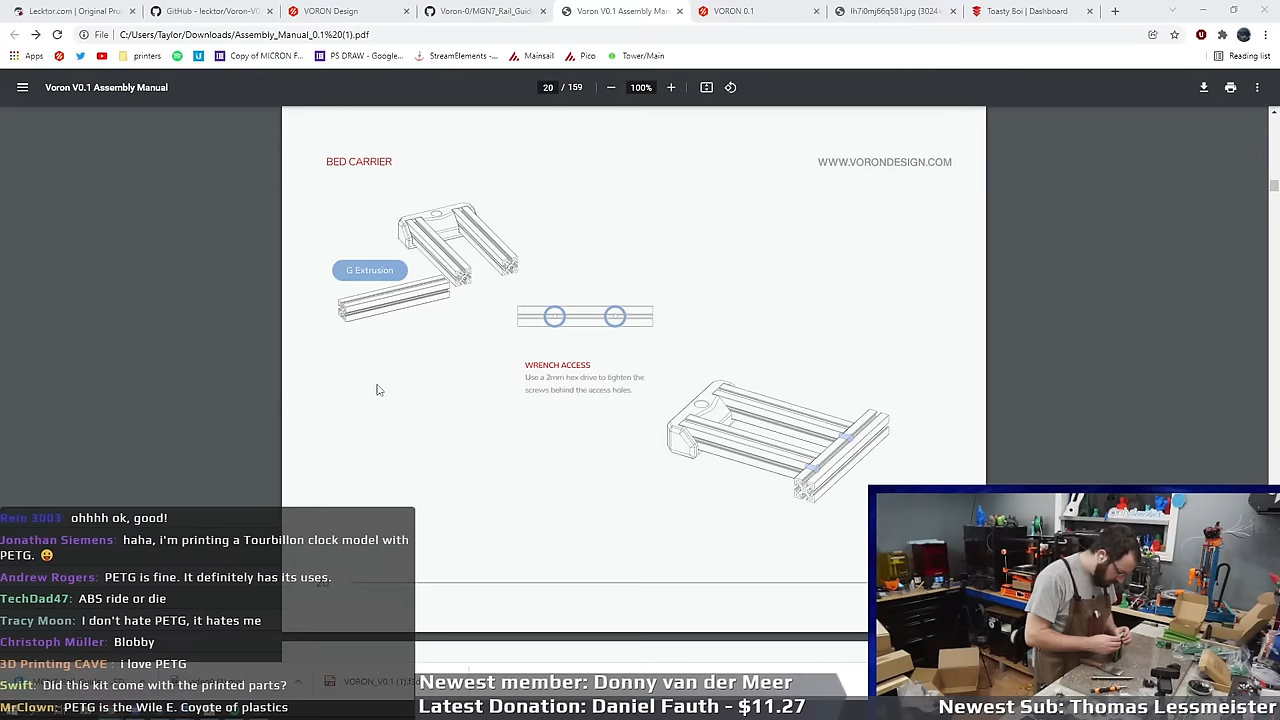 Lecktor.com | Original Pru
GitHub - lecktor/Voron-V0
VORON Design
Voron-0/MGN7_Rail_Guid
Voron V0.1 Assembly Man
VORON 0.1
lh7i0mj66q581.jpg (3024×
Toasty Boi | Dashboard
File C:/Users/Taylor/Downloads/Assembly_Manual_0.1%20(1).pdf
Apps
printers
Copy of MICRON F...
PS DRAW - Google...
StreamElements -...
Mainsail
Pico
Tower/Main
Reading list
Voron V0.1 Assembly Manual
20 / 159
100%
BED CARRIER
WWW.VORONDESIGN.COM
G Extrusion
WRENCH ACCESS
Use a 2mm hex drive to tighten the
screws behind the access holes.
Rein 3003: ohhhh ok, good!
Jonathan Siemens: haha, i'm printing a Tourbillon clock model with
PETG. 😛
Andrew Rogers: PETG is fine. It definitely has its uses.
TechDad47: ABS ride or die
Tracy Moon: I don't hate PETG, it hates me
Christoph Müller: Blobby
3D Printing CAVE : i love PETG
Swift: Did this kit come with the printed parts?
MrClown: PETG is the Wile E. Coyote of plastics
Newest member: Donny van der Meer
Latest Donation: Daniel Fauth - $11.27
Newest Sub: Thomas Lessmeister